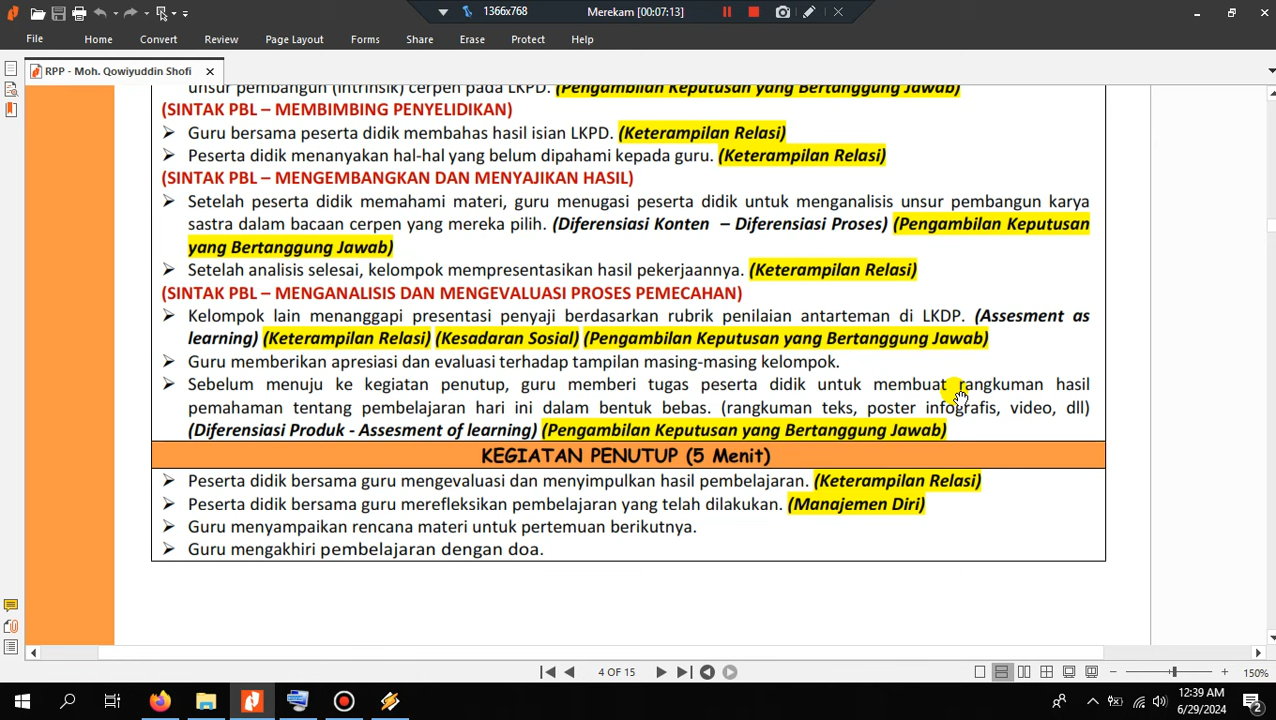 1366x768
Merekam [00:07:13]
File Home Convert Review Page Layout Forms Share Erase Protect Help
RPP - Moh. Qowiyuddin Shofi
unsur pembangun (intrinsik) cerpen pada LKPD. (Pengambilan Keputusan yang Bertanggung Jawab)
(SINTAK PBL – MEMBIMBING PENYELIDIKAN)
➢ Guru bersama peserta didik membahas hasil isian LKPD. (Keterampilan Relasi)
➢ Peserta didik menanyakan hal-hal yang belum dipahami kepada guru. (Keterampilan Relasi)
(SINTAK PBL – MENGEMBANGKAN DAN MENYAJIKAN HASIL)
➢ Setelah peserta didik memahami materi, guru menugasi peserta didik untuk menganalisis unsur pembangun karya
sastra dalam bacaan cerpen yang mereka pilih. (Diferensiasi Konten – Diferensiasi Proses) (Pengambilan Keputusan
yang Bertanggung Jawab)
➢ Setelah analisis selesai, kelompok mempresentasikan hasil pekerjaannya. (Keterampilan Relasi)
(SINTAK PBL – MENGANALISIS DAN MENGEVALUASI PROSES PEMECAHAN)
➢ Kelompok lain menanggapi presentasi penyaji berdasarkan rubrik penilaian antarteman di LKDP. (Assesment as
learning) (Keterampilan Relasi) (Kesadaran Sosial) (Pengambilan Keputusan yang Bertanggung Jawab)
➢ Guru memberikan apresiasi dan evaluasi terhadap tampilan masing-masing kelompok.
➢ Sebelum menuju ke kegiatan penutup, guru memberi tugas peserta didik untuk membuat rangkuman hasil
pemahaman tentang pembelajaran hari ini dalam bentuk bebas. (rangkuman teks, poster infografis, video, dll)
(Diferensiasi Produk - Assesment of learning) (Pengambilan Keputusan yang Bertanggung Jawab)
KEGIATAN PENUTUP (5 Menit)
➢ Peserta didik bersama guru mengevaluasi dan menyimpulkan hasil pembelajaran. (Keterampilan Relasi)
➢ Peserta didik bersama guru merefleksikan pembelajaran yang telah dilakukan. (Manajemen Diri)
➢ Guru menyampaikan rencana materi untuk pertemuan berikutnya.
➢ Guru mengakhiri pembelajaran dengan doa.
4 OF 15
150%
12:39 AM
6/29/2024
2